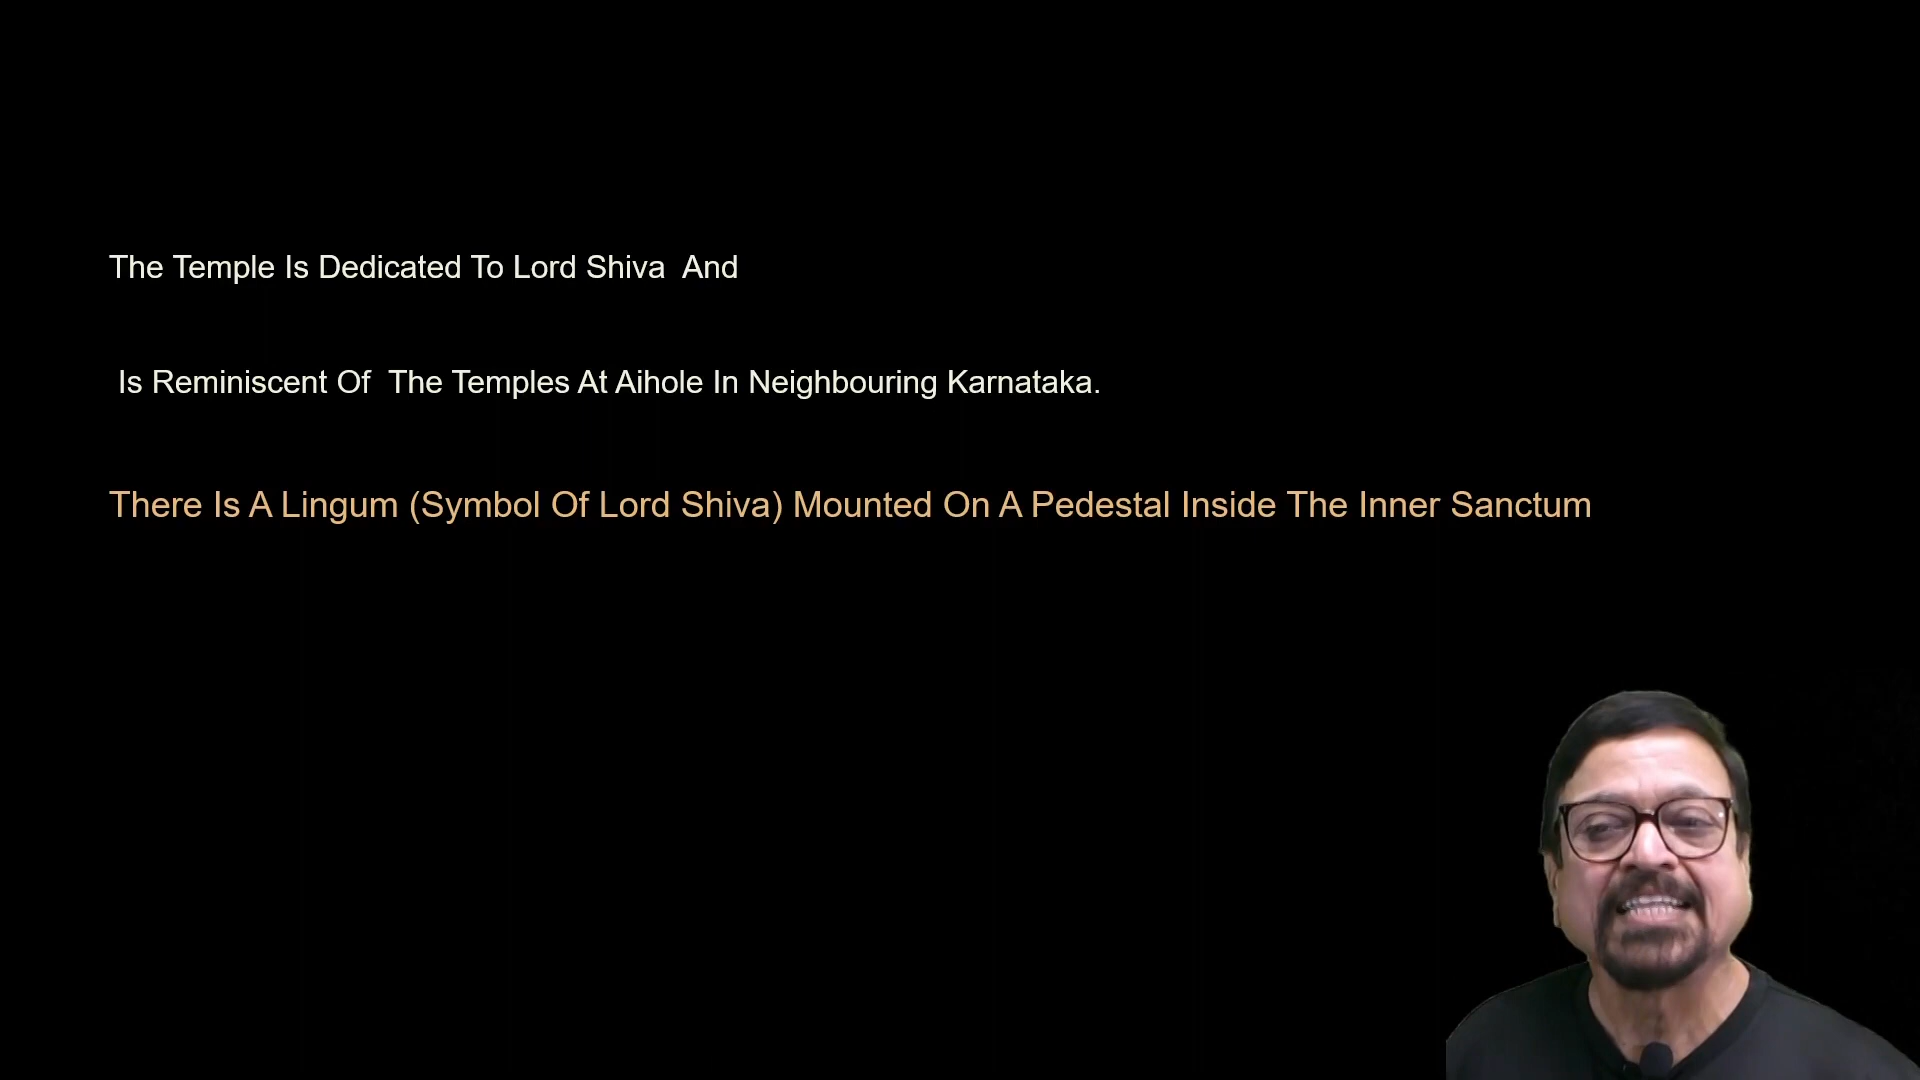 The Temple Is Dedicated To Lord Shiva  And
Is Reminiscent Of  The Temples At Aihole In Neighbouring Karnataka.
There Is A Lingum (Symbol Of Lord Shiva) Mounted On A Pedestal Inside The Inner Sanctum